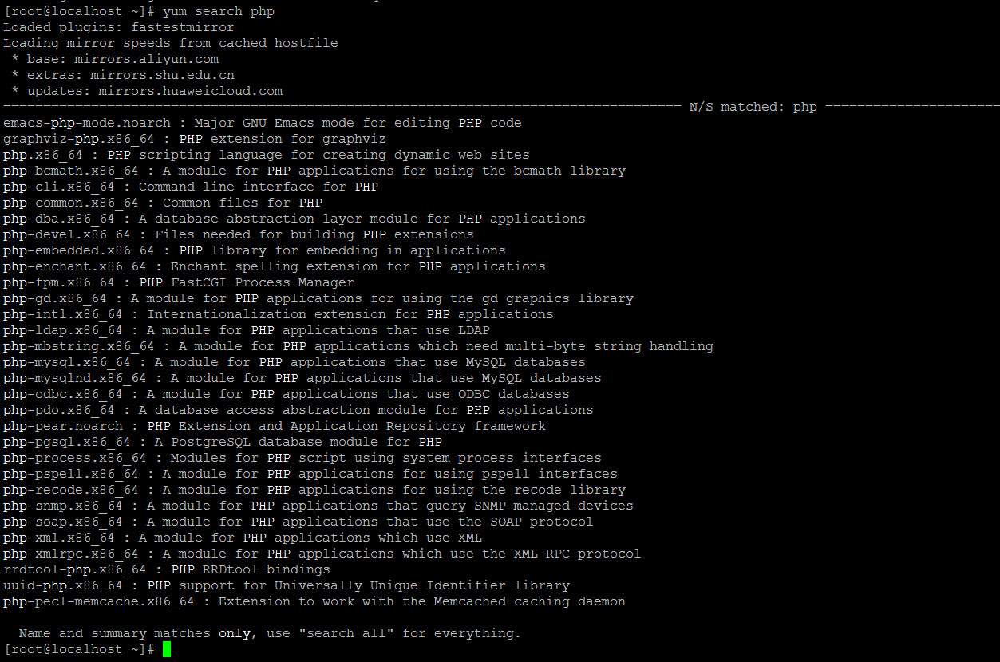 [root@localhost ~]# yum search php
Loaded plugins: fastestmirror
Loading mirror speeds from cached hostfile
 * base: mirrors.aliyun.com
 * extras: mirrors.shu.edu.cn
 * updates: mirrors.huaweicloud.com
===================================================================================== N/S matched: php ======================
emacs-php-mode.noarch : Major GNU Emacs mode for editing PHP code
graphviz-php.x86_64 : PHP extension for graphviz
php.x86_64 : PHP scripting language for creating dynamic web sites
php-bcmath.x86_64 : A module for PHP applications for using the bcmath library
php-cli.x86_64 : Command-line interface for PHP
php-common.x86_64 : Common files for PHP
php-dba.x86_64 : A database abstraction layer module for PHP applications
php-devel.x86_64 : Files needed for building PHP extensions
php-embedded.x86_64 : PHP library for embedding in applications
php-enchant.x86_64 : Enchant spelling extension for PHP applications
php-fpm.x86_64 : PHP FastCGI Process Manager
php-gd.x86_64 : A module for PHP applications for using the gd graphics library
php-intl.x86_64 : Internationalization extension for PHP applications
php-ldap.x86_64 : A module for PHP applications that use LDAP
php-mbstring.x86_64 : A module for PHP applications which need multi-byte string handling
php-mysql.x86_64 : A module for PHP applications that use MySQL databases
php-mysqlnd.x86_64 : A module for PHP applications that use MySQL databases
php-odbc.x86_64 : A module for PHP applications that use ODBC databases
php-pdo.x86_64 : A database access abstraction module for PHP applications
php-pear.noarch : PHP Extension and Application Repository framework
php-pgsql.x86_64 : A PostgreSQL database module for PHP
php-process.x86_64 : Modules for PHP script using system process interfaces
php-pspell.x86_64 : A module for PHP applications for using pspell interfaces
php-recode.x86_64 : A module for PHP applications for using the recode library
php-snmp.x86_64 : A module for PHP applications that query SNMP-managed devices
php-soap.x86_64 : A module for PHP applications that use the SOAP protocol
php-xml.x86_64 : A module for PHP applications which use XML
php-xmlrpc.x86_64 : A module for PHP applications which use the XML-RPC protocol
rrdtool-php.x86_64 : PHP RRDtool bindings
uuid-php.x86_64 : PHP support for Universally Unique Identifier library
php-pecl-memcache.x86_64 : Extension to work with the Memcached caching daemon
  Name and summary matches only, use "search all" for everything.
[root@localhost ~]#